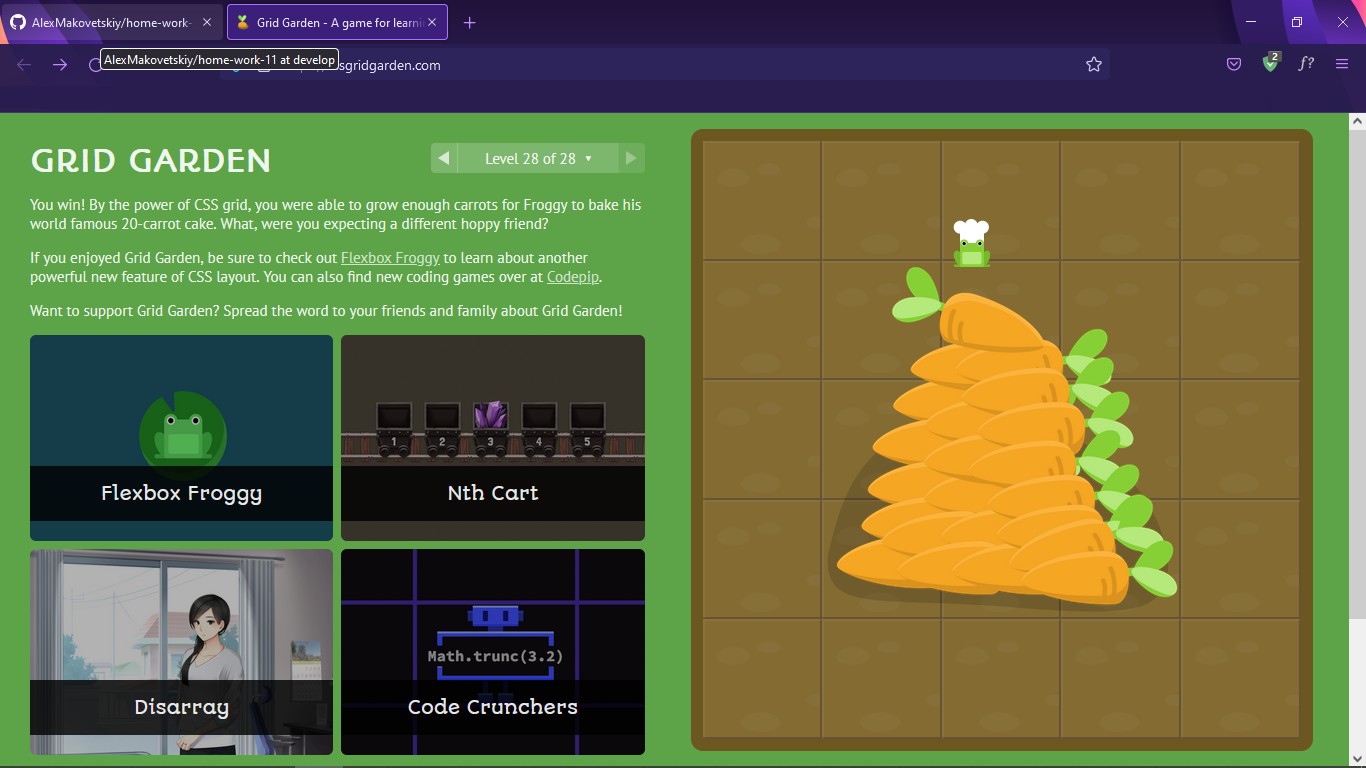 AlexMakovetskiy/home-work-
Grid Garden - A game for learni
AlexMakovetskiy/home-work-11 at develop
sgridgarden.com
2
f?
GRID GARDEN
Level 28 of 28
You win! By the power of CSS grid, you were able to grow enough carrots for Froggy to bake his
world famous 20-carrot cake. What, were you expecting a different hoppy friend?
If you enjoyed Grid Garden, be sure to check out Flexbox Froggy to learn about another
powerful new feature of CSS layout. You can also find new coding games over at Codepip.
Want to support Grid Garden? Spread the word to your friends and family about Grid Garden!
Flexbox Froggy
1 2 3 4 5
Nth Cart
Disarray
Math.trunc(3.2)
Code Crunchers